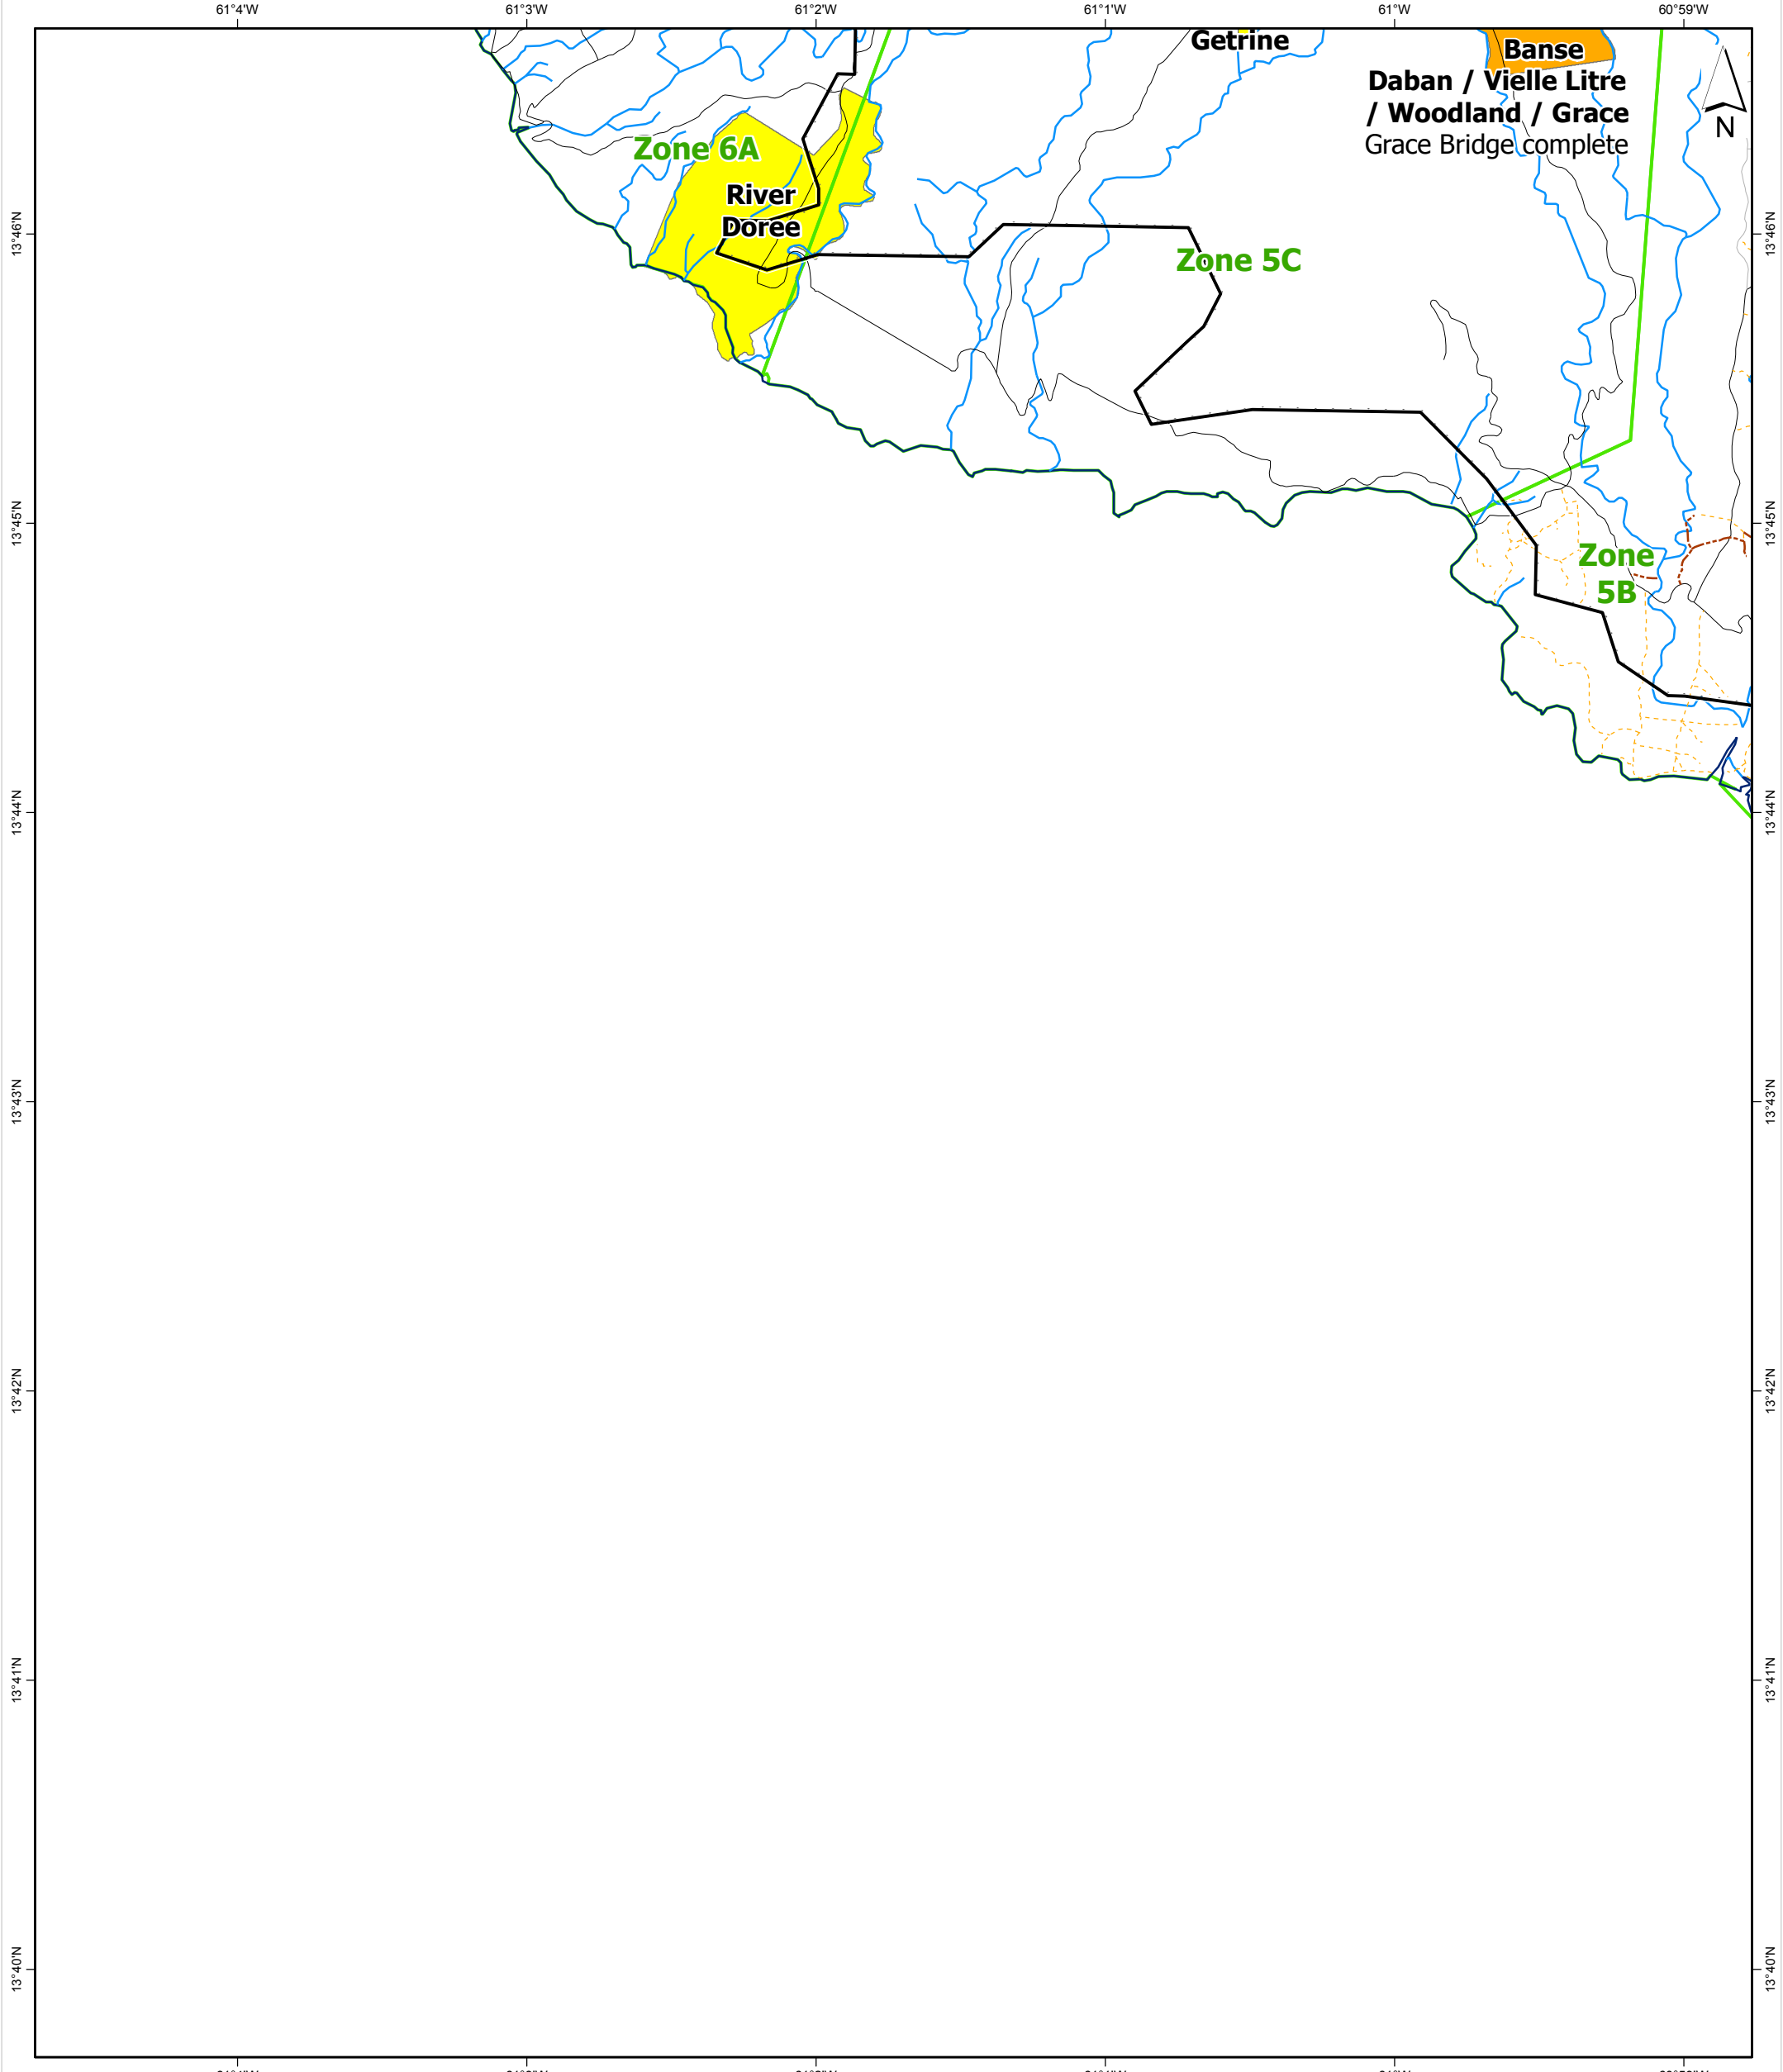 61°4'W 61°3'W 61°2'W 61°1'W 61°W 60°59'W
Getrine
Banse
Daban / Vielle Litre
/ Woodland / Grace
Grace Bridge complete
N
Zone 6A
River
Doree
Zone 5C
Zone
5B
13°46'N 13°46'N
13°45'N 13°45'N
13°44'N 13°44'N
13°43'N 13°43'N
13°42'N 13°42'N
13°41'N 13°41'N
13°40'N 13°40'N